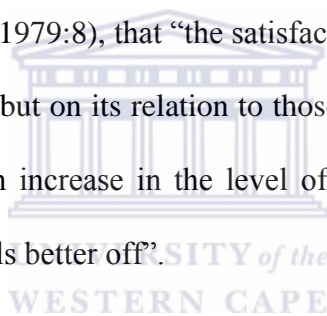 1979:8), that “the satisfac
but on its relation to those
n increase in the level of
ls better off”.
UNIVERSITY of the
WESTERN CAPE